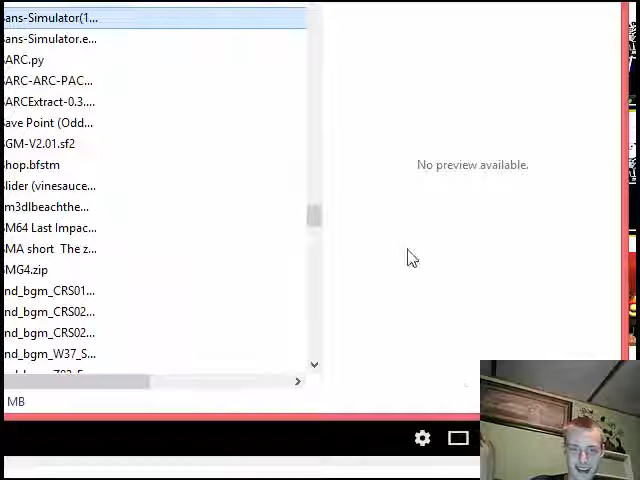 ans-Simulator(1...
ans-Simulator.e...
ARC.py
ARC-ARC-PAC...
ARCExtract-0.3....
ave Point (Odd...
GM-V2.01.sf2
hop.bfstm
lider (vinesauce...
m3dlbeachthe...
M64 Last Impac...
MA short  The z...
MG4.zip
nd_bgm_CRS01...
nd_bgm_CRS02...
nd_bgm_CRS02...
nd_bgm_W37_S...
MB
No preview available.